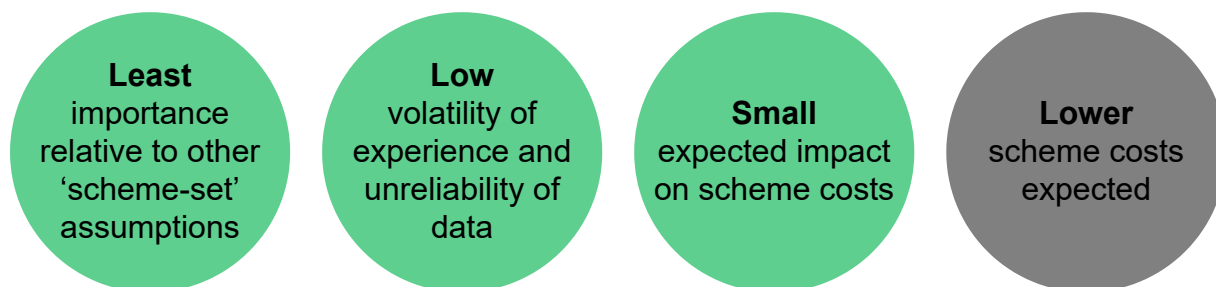 Least
importance
relative to other
‘scheme-set’
assumptions
Low
volatility of
experience and
unreliability of
data
Small
expected impact
on scheme costs
Lower
scheme costs
expected